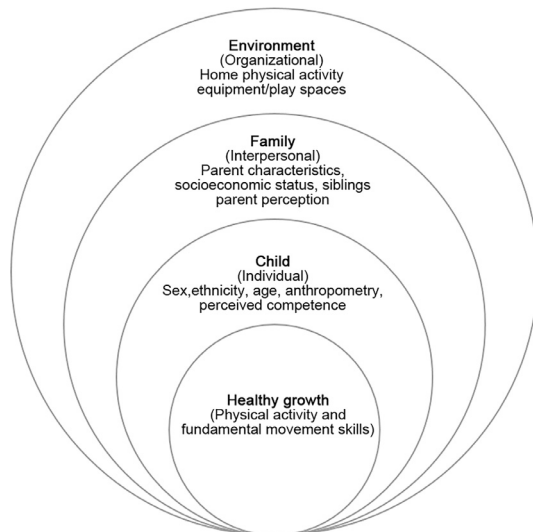 Environment
(Organizational)
Home physical activity
equipment/play spaces
Family
(Interpersonal)
Parent characteristics,
socioeconomic status, siblings
parent perception
Child
(Individual)
Sex,ethnicity, age, anthropometry,
perceived competence
Healthy growth
(Physical activity and
fundamental movement skills)